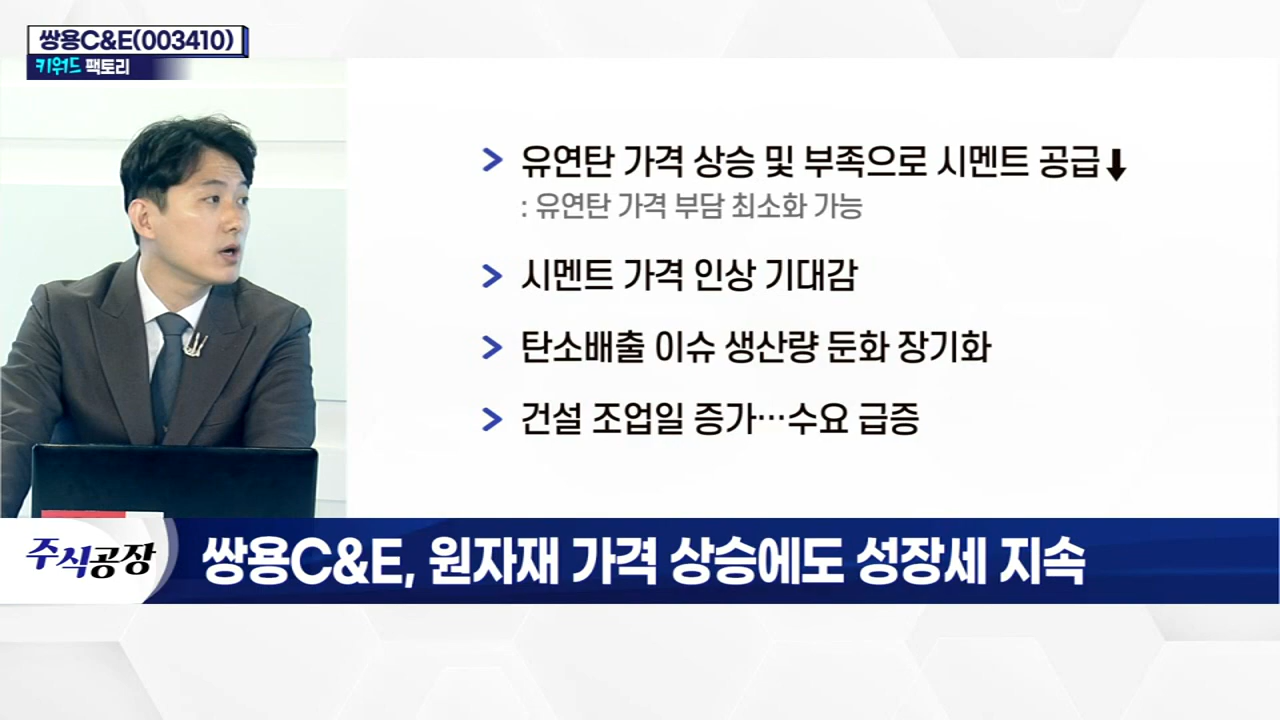 쌍용C&E(003410)
키워드 팩토리
> 유연탄 가격 상승 및 부족으로 시멘트 공급⬇
: 유연탄 가격 부담 최소화 가능
> 시멘트 가격 인상 기대감
> 탄소배출 이슈 생산량 둔화 장기화
> 건설 조업일 증가…수요 급증
주식공장
쌍용C&E, 원자재 가격 상승에도 성장세 지속